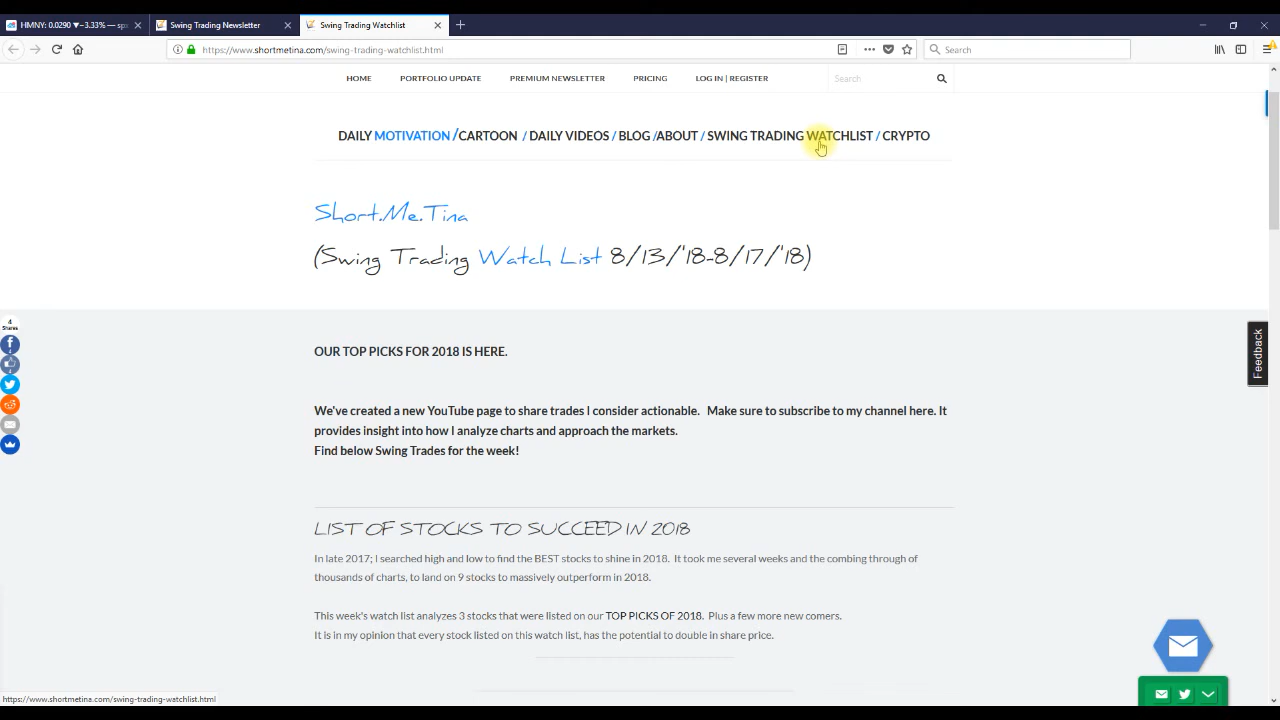 HMNY: 0.0290 ▼−3.33% — sp
Swing Trading Newsletter
Swing Trading Watchlist
https://www.shortmetina.com/swing-trading-watchlist.html
Search
HOME
PORTFOLIO UPDATE
PREMIUM NEWSLETTER
PRICING
LOG IN | REGISTER
Search
DAILY MOTIVATION / CARTOON / DAILY VIDEOS / BLOG /ABOUT / SWING TRADING WATCHLIST / CRYPTO
Short.Me.Tina
(Swing Trading Watch List 8/13/'18-8/17/'18)
4
Shares
Feedback
OUR TOP PICKS FOR 2018 IS HERE.
We've created a new YouTube page to share trades I consider actionable. Make sure to subscribe to my channel here. It
provides insight into how I analyze charts and approach the markets.
Find below Swing Trades for the week!
LIST OF STOCKS TO SUCCEED IN 2018
In late 2017; I searched high and low to find the BEST stocks to shine in 2018. It took me several weeks and the combing through of
thousands of charts, to land on 9 stocks to massively outperform in 2018.
This week's watch list analyzes 3 stocks that were listed on our TOP PICKS OF 2018. Plus a few more new comers.
It is in my opinion that every stock listed on this watch list, has the potential to double in share price.
https://www.shortmetina.com/swing-trading-watchlist.html